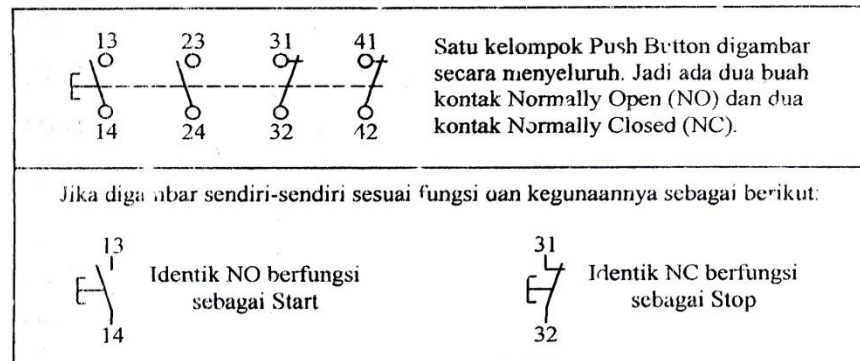 13 23 31 41
14 24 32 42
Satu kelompok Push Button digambar
secara menyeluruh. Jadi ada dua buah
kontak Normally Open (NO) dan dua
kontak Normally Closed (NC).
Jika digambar sendiri-sendiri sesuai fungsi dan kegunaannya sebagai berikut:
13
Identik NO berfungsi
sebagai Start
14
31
Identik NC berfungsi
sebagai Stop
32